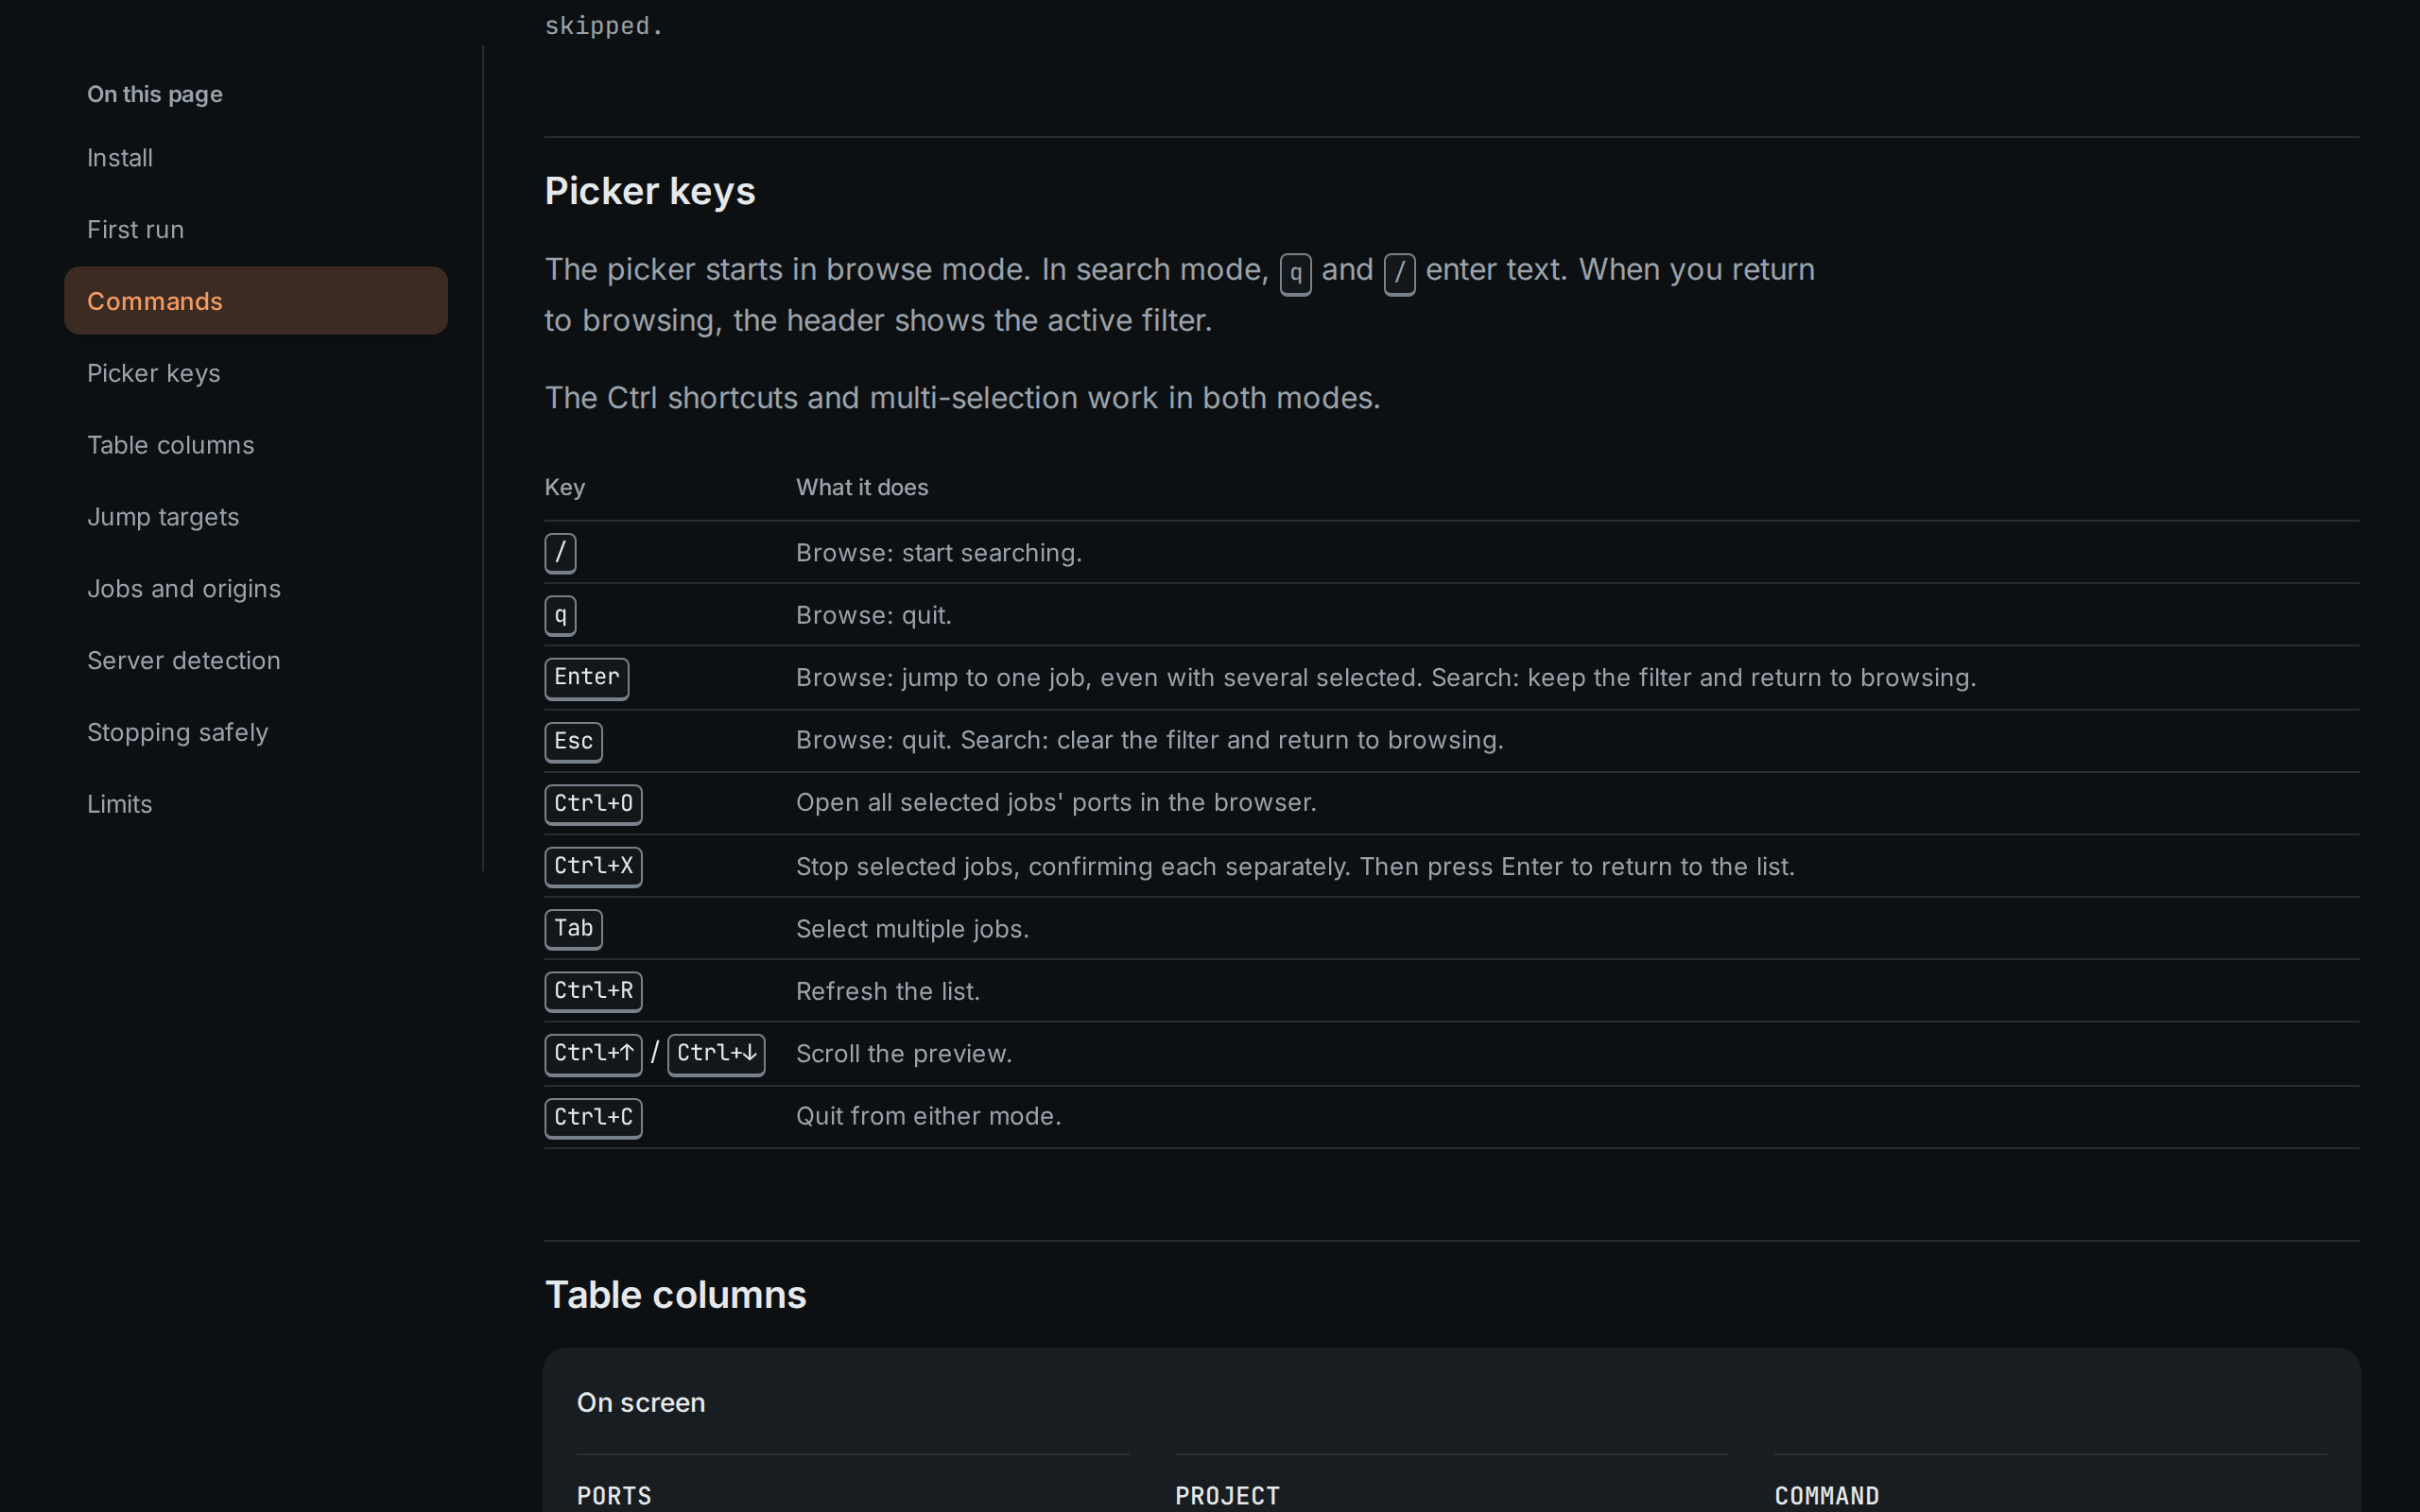 On this page
Install
First run
Commands
Picker keys
Table columns
Jump targets
Jobs and origins
Server detection
Stopping safely
Limits
skipped.
Picker keys
The picker starts in browse mode. In search mode, q and / enter text. When you return
to browsing, the header shows the active filter.
The Ctrl shortcuts and multi-selection work in both modes.
Key What it does
/ Browse: start searching.
q Browse: quit.
Enter Browse: jump to one job, even with several selected. Search: keep the filter and return to browsing.
Esc Browse: quit. Search: clear the filter and return to browsing.
Ctrl+O Open all selected jobs' ports in the browser.
Ctrl+X Stop selected jobs, confirming each separately. Then press Enter to return to the list.
Tab Select multiple jobs.
Ctrl+R Refresh the list.
Ctrl+↑ / Ctrl+↓ Scroll the preview.
Ctrl+C Quit from either mode.
Table columns
On screen
PORTS PROJECT COMMAND